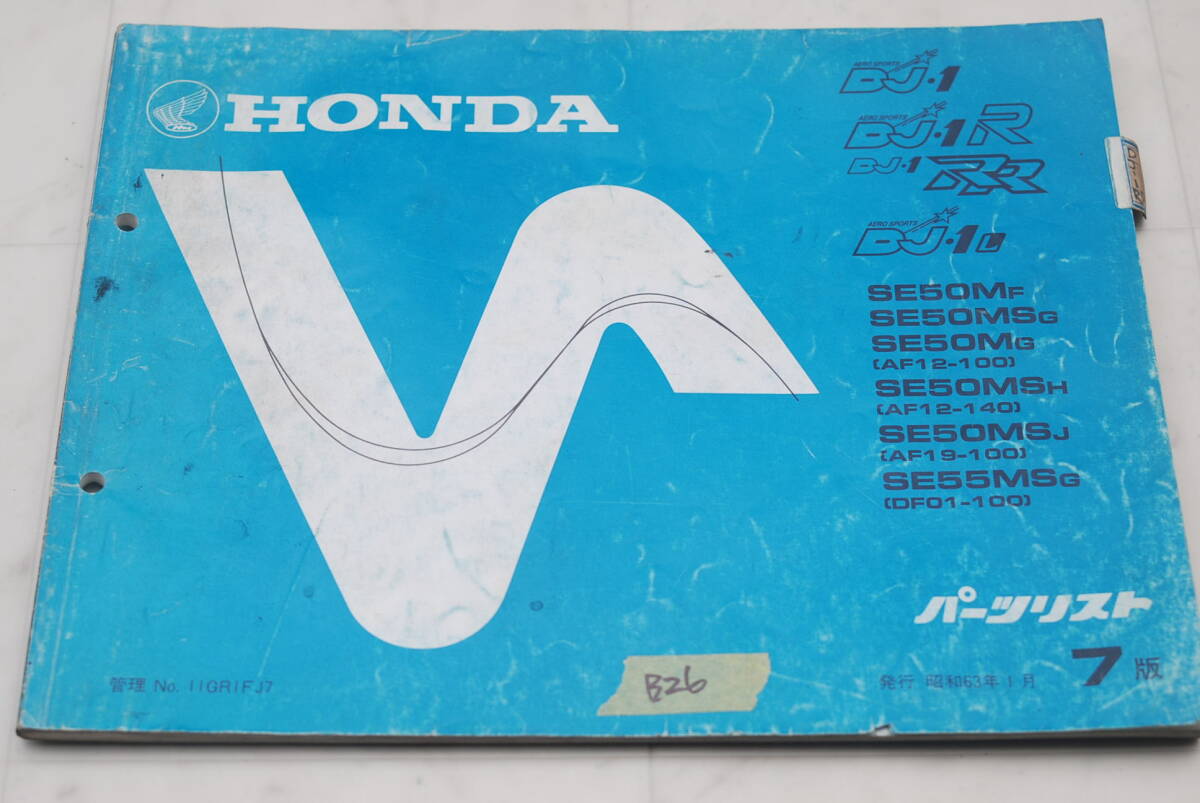 HONDA
AERO SPORTS
DJ・1
AERO SPORTS
DJ・1 R
DJ・1 RR
AERO SPORTS
DJ・1 L
SE50MF
SE50MSG
SE50MG
(AF12-100)
SE50MSH
(AF12-140)
SE50MSJ
(AF19-100)
SE55MSG
(DF01-100)
パーツリスト
7版
管理 No. 11GR1FJ7
B26
発行 昭和63年1月